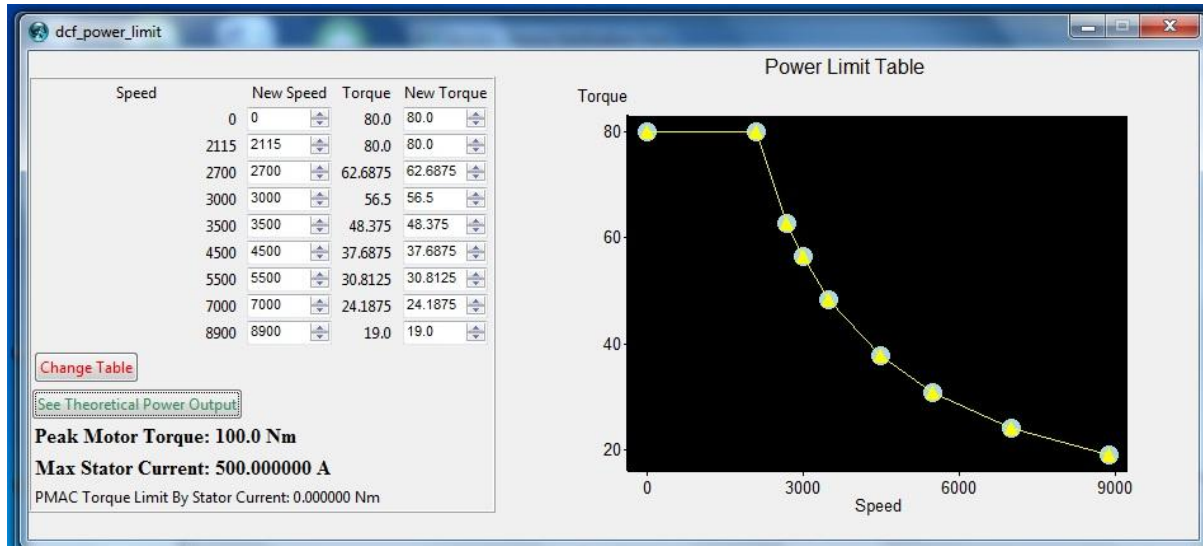 dcf_power_limit
Speed New Speed Torque New Torque
0 0 80.0 80.0
2115 2115 80.0 80.0
2700 2700 62.6875 62.6875
3000 3000 56.5 56.5
3500 3500 48.375 48.375
4500 4500 37.6875 37.6875
5500 5500 30.8125 30.8125
7000 7000 24.1875 24.1875
8900 8900 19.0 19.0
Change Table
See Theoretical Power Output
Peak Motor Torque: 100.0 Nm
Max Stator Current: 500.000000 A
PMAC Torque Limit By Stator Current: 0.000000 Nm
Power Limit Table
Torque
80
60
40
20
0 3000 6000 9000
Speed